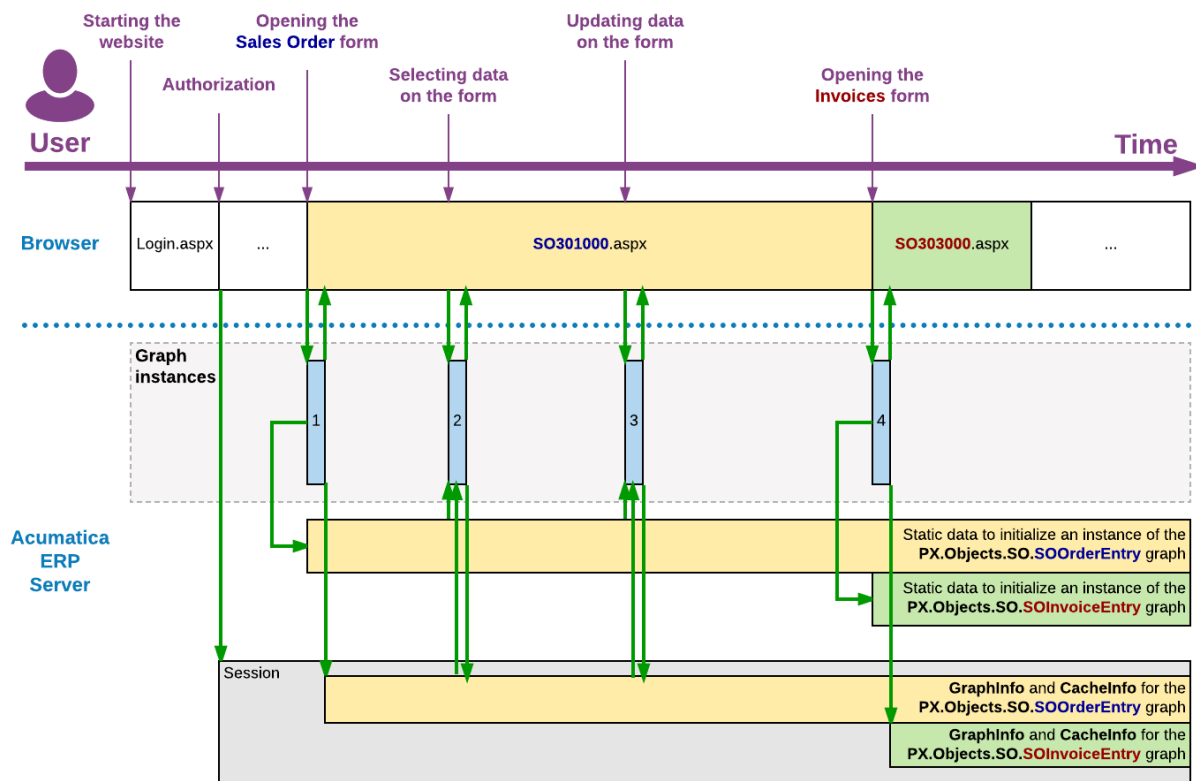 Starting the
website
Opening the
Sales Order form
Updating data
on the form
Authorization
Selecting data
on the form
Opening the
Invoices form
User
Time
Browser
Login.aspx
...
SO301000.aspx
SO303000.aspx
...
Graph
instances
1
2
3
4
Acumatica
ERP
Server
Static data to initialize an instance of the
PX.Objects.SO.SOOrderEntry graph
Static data to initialize an instance of the
PX.Objects.SO.SOInvoiceEntry graph
Session
GraphInfo and CacheInfo for the
PX.Objects.SO.SOOrderEntry graph
GraphInfo and CacheInfo for the
PX.Objects.SO.SOInvoiceEntry graph